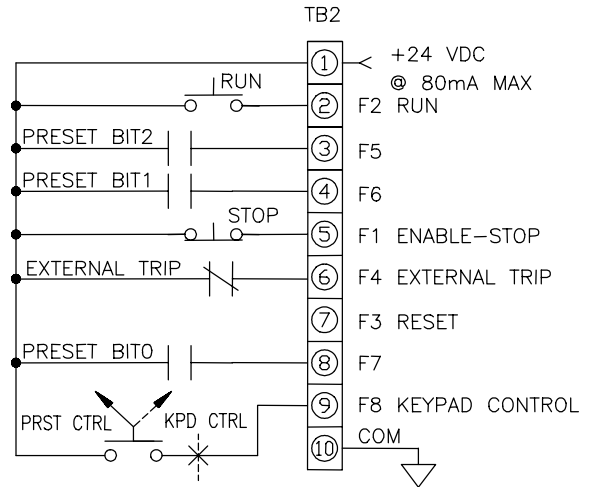 TB2
1 +24 VDC
@ 80mA MAX
RUN
2 F2 RUN
PRESET BIT2
3 F5
PRESET BIT1
4 F6
STOP
5 F1 ENABLE-STOP
EXTERNAL TRIP
6 F4 EXTERNAL TRIP
7 F3 RESET
PRESET BIT0
8 F7
9 F8 KEYPAD CONTROL
PRST CTRL KPD CTRL
10 COM